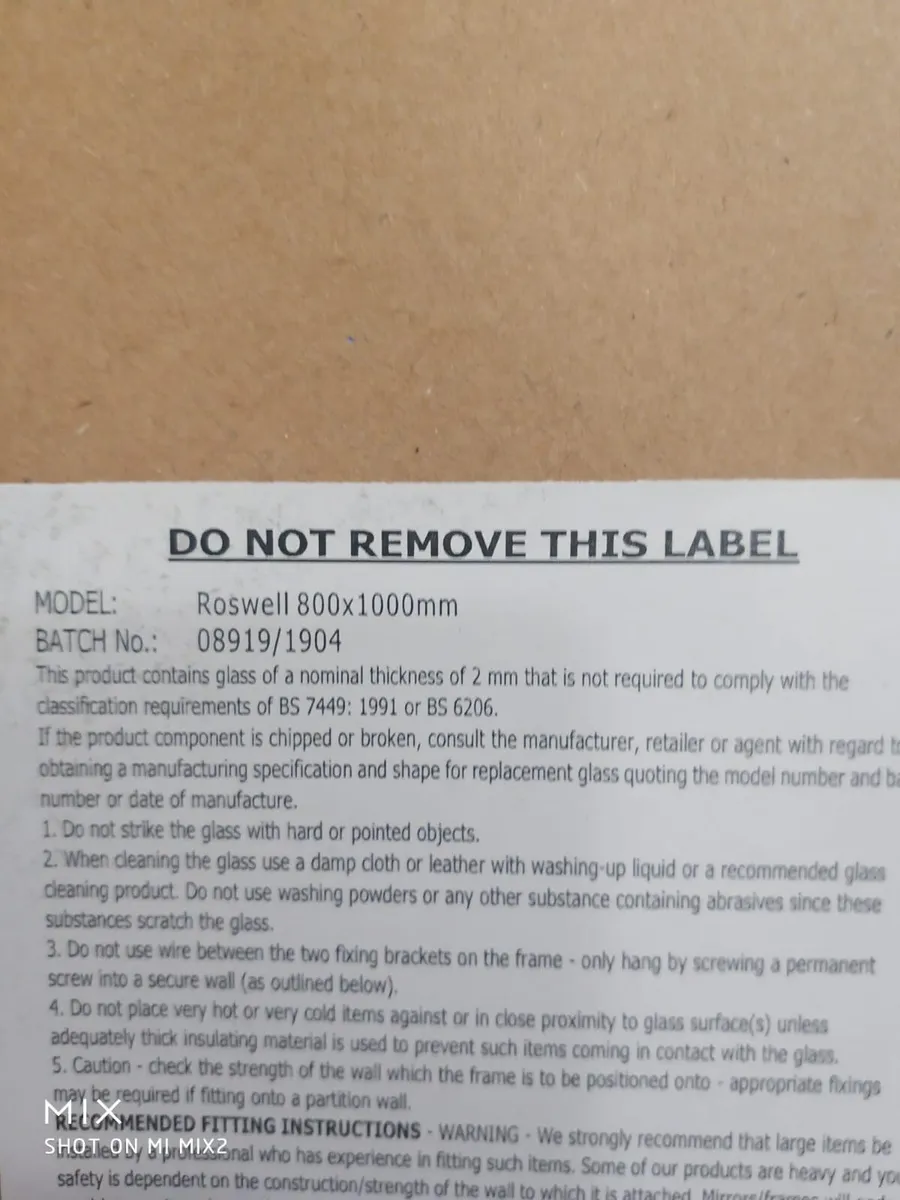 DO NOT REMOVE THIS LABEL
MODEL: Roswell 800x1000mm
BATCH No.: 08919/1904
This product contains glass of a nominal thickness of 2 mm that is not required to comply with the
classification requirements of BS 7449: 1991 or BS 6206.
If the product component is chipped or broken, consult the manufacturer, retailer or agent with regard
obtaining a manufacturing specification and shape for replacement glass quoting the model number and
number or date of manufacture.
1. Do not strike the glass with hard or pointed objects.
2. When cleaning the glass use a damp cloth or leather with washing-up liquid or a recommended glass
cleaning product. Do not use washing powders or any other substance containing abrasives since these
substances scratch the glass.
3. Do not use wire between the two fixing brackets on the frame - only hang by screwing a permanent
screw into a secure wall (as outlined below).
4. Do not place very hot or very cold items against or in close proximity to glass surface(s) unless
adequately thick insulating material is used to prevent such items coming in contact with the glass.
5. Caution - check the strength of the wall which the frame is to be positioned onto - appropriate fixings
may be required if fitting onto a partition wall.
RECOMMENDED FITTING INSTRUCTIONS - WARNING - We strongly recommend that large items be
installed by a professional who has experience in fitting such items. Some of our products are heavy and
safety is dependent on the construction/strength of the wall to which it is attached.
MIX
SHOT ON MI MIX2